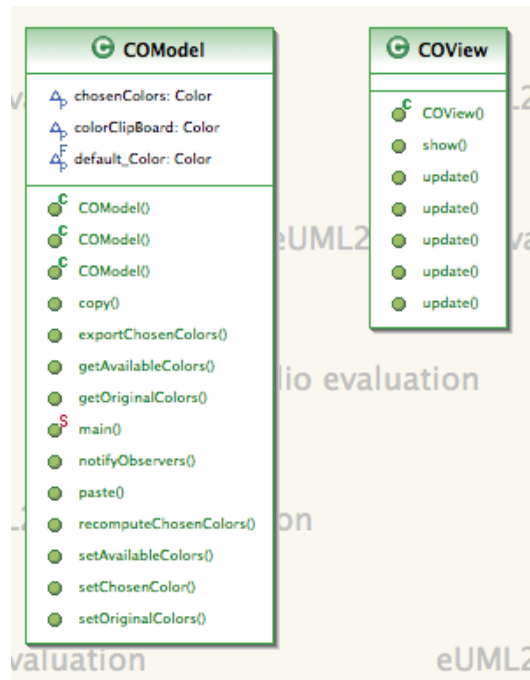 COModel
chosenColors: Color
colorClipBoard: Color
default_Color: Color
COModel()
COModel()
COModel()
copy()
exportChosenColors()
getAvailableColors()
getOriginalColors()
main()
notifyObservers()
paste()
recomputeChosenColors()
setAvailableColors()
setChosenColor()
setOriginalColors()
COView
COView()
show()
update()
update()
update()
update()
update()
eUML2
lio evaluation
on
valuation
eUML2